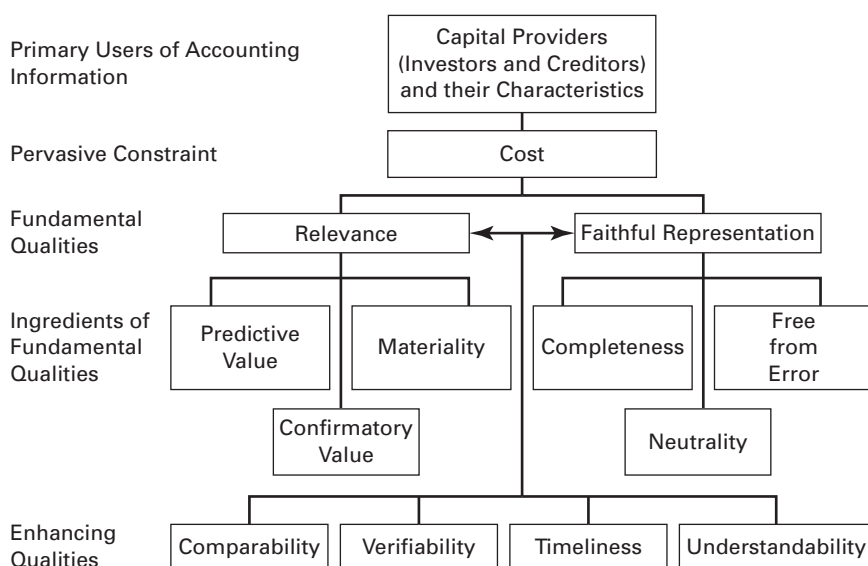 Primary Users of Accounting
Information
Capital Providers
(Investors and Creditors)
and their Characteristics
Pervasive Constraint
Cost
Fundamental
Qualities
Relevance
Faithful Representation
Ingredients of
Fundamental
Qualities
Predictive
Value
Materiality
Completeness
Free
from
Error
Confirmatory
Value
Neutrality
Enhancing
Qualities
Comparability
Verifiability
Timeliness
Understandability